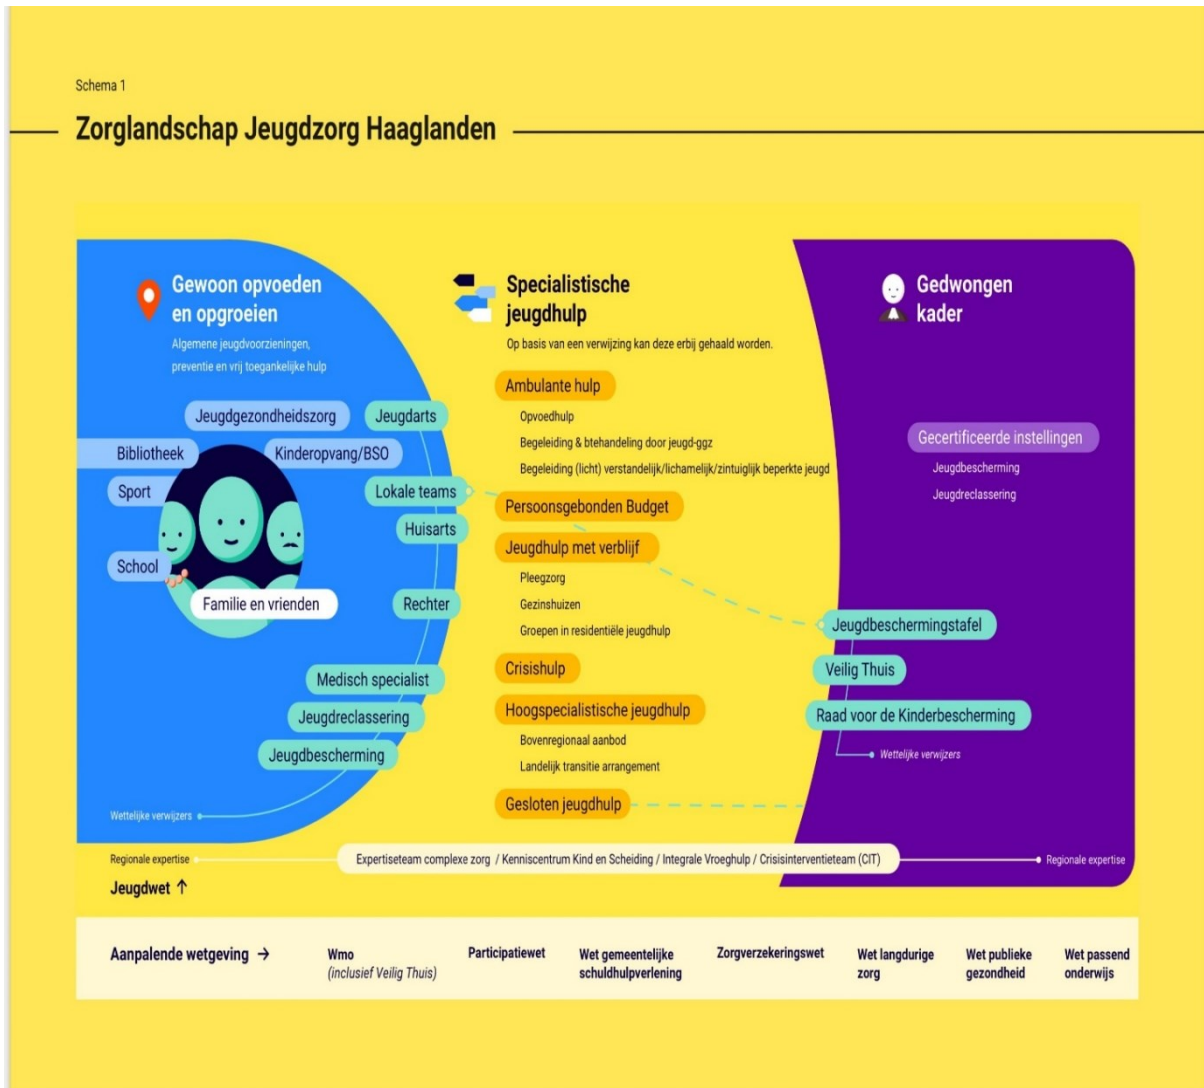 Schema 1
Zorglandschap Jeugdzorg Haaglanden
Gewoon opvoeden
en opgroeien
Algemene jeugdvoorzieningen,
preventie en vrij toegankelijke hulp
Jeugdgezondheidszorg
Jeugdarts
Bibliotheek
Kinderopvang/BSO
Sport
Lokale teams
Huisarts
School
Familie en vrienden
Rechter
Medisch specialist
Jeugdreclassering
Jeugdbescherming
Wettelijke verwijzers
Specialistische
jeugdhulp
Op basis van een verwijzing kan deze erbij gehaald worden.
Ambulante hulp
Opvoedhulp
Begeleiding & btehandeling door jeugd-ggz
Begeleiding (licht) verstandelijk/lichamelijk/zintuiglijk beperkte jeugd
Persoonsgebonden Budget
Jeugdhulp met verblijf
Pleegzorg
Gezinshuizen
Groepen in residentiële jeugdhulp
Crisishulp
Hoogspecialistische jeugdhulp
Bovenregionaal aanbod
Landelijk transitie arrangement
Gesloten jeugdhulp
Gedwongen
kader
Gecertificeerde instellingen
Jeugdbescherming
Jeugdreclassering
Jeugdbeschermingstafel
Veilig Thuis
Raad voor de Kinderbescherming
Wettelijke verwijzers
Regionale expertise
Expertiseteam complexe zorg / Kenniscentrum Kind en Scheiding / Integrale Vroeghulp / Crisisinterventieteam (CIT)
Regionale expertise
Jeugdwet ↑
Aanpalende wetgeving →
Wmo
(inclusief Veilig Thuis)
Participatiewet
Wet gemeentelijke
schuldhulpverlening
Zorgverzekeringswet
Wet langdurige
zorg
Wet publieke
gezondheid
Wet passend
onderwijs